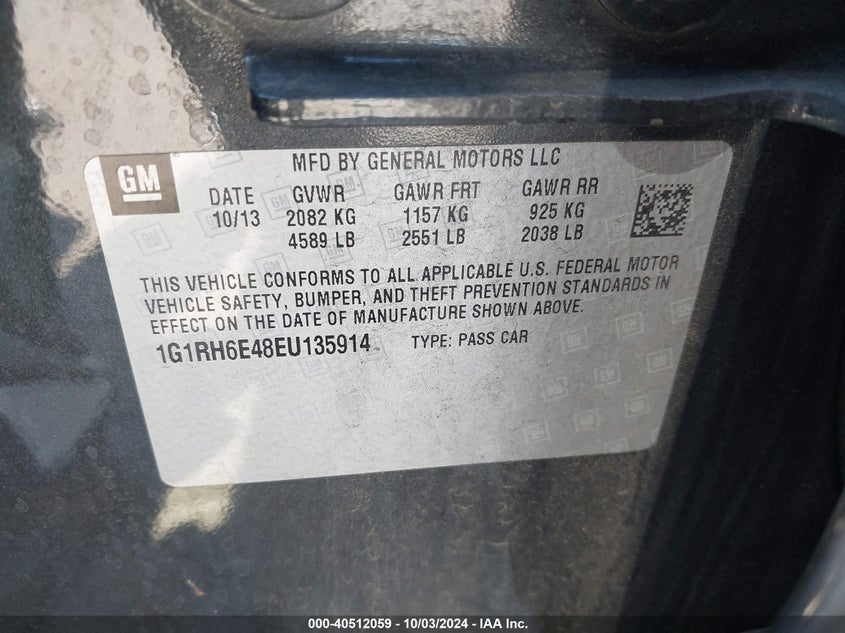 GM
MFD BY GENERAL MOTORS LLC
DATE GVWR GAWR FRT GAWR RR
10/13 2082 KG 1157 KG 925 KG
4589 LB 2551 LB 2038 LB
THIS VEHICLE CONFORMS TO ALL APPLICABLE U.S. FEDERAL MOTOR
VEHICLE SAFETY, BUMPER, AND THEFT PREVENTION STANDARDS IN
EFFECT ON THE DATE OF MANUFACTURE SHOWN ABOVE.
1G1RH6E48EU135914 TYPE: PASS CAR
000-40512059 - 10/03/2024 - IAA Inc.